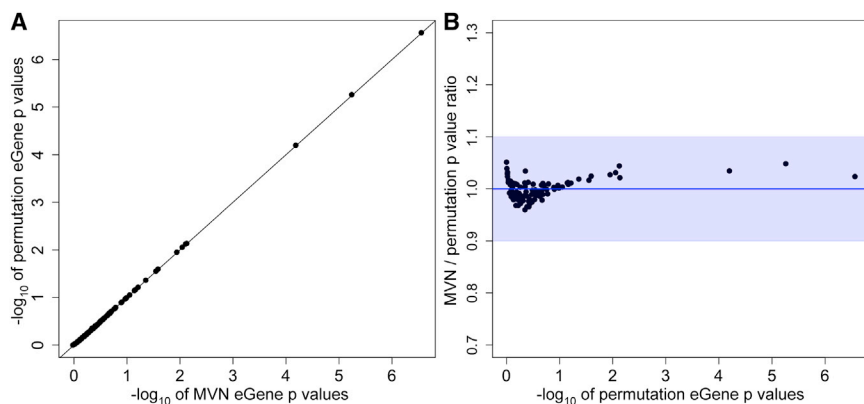 A
-log10 of permutation eGene p values
6
5
4
3
2
1
0
0 1 2 3 4 5 6
-log10 of MVN eGene p values
B
MVN / permutation p value ratio
1.3
1.2
1.1
1.0
0.9
0.8
0.7
0 1 2 3 4 5 6
-log10 of permutation eGene p values